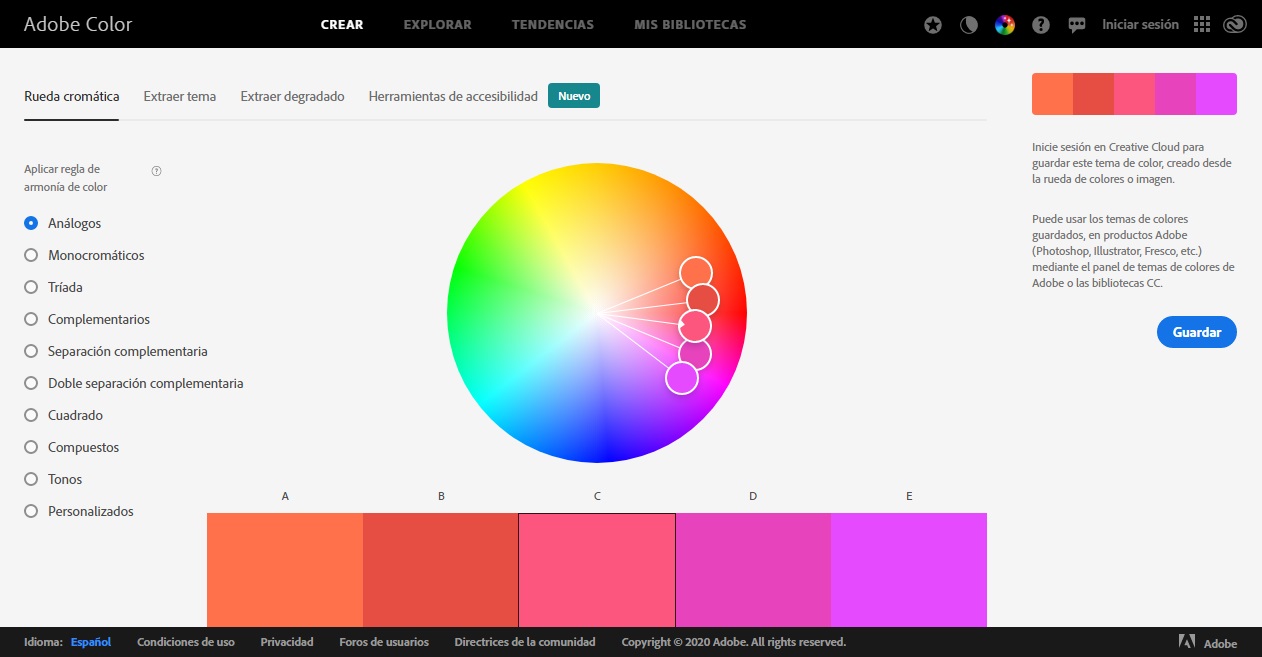 Adobe Color
CREAR
EXPLORAR
TENDENCIAS
MIS BIBLIOTECAS
Iniciar sesión
Rueda cromática
Extraer tema
Extraer degradado
Herramientas de accesibilidad
Nuevo
Aplicar regla de
armonía de color
Análogos
Monocromáticos
Tríada
Complementarios
Separación complementaria
Doble separación complementaria
Cuadrado
Compuestos
Tonos
Personalizados
A
B
C
D
E
Inicie sesión en Creative Cloud para
guardar este tema de color, creado desde
la rueda de colores o imagen.
Puede usar los temas de colores
guardados, en productos Adobe
(Photoshop, Illustrator, Fresco, etc.)
mediante el panel de temas de colores de
Adobe o las bibliotecas CC.
Guardar
Idioma: Español
Condiciones de uso
Privacidad
Foros de usuarios
Directrices de la comunidad
Copyright © 2020 Adobe. All rights reserved.
Adobe